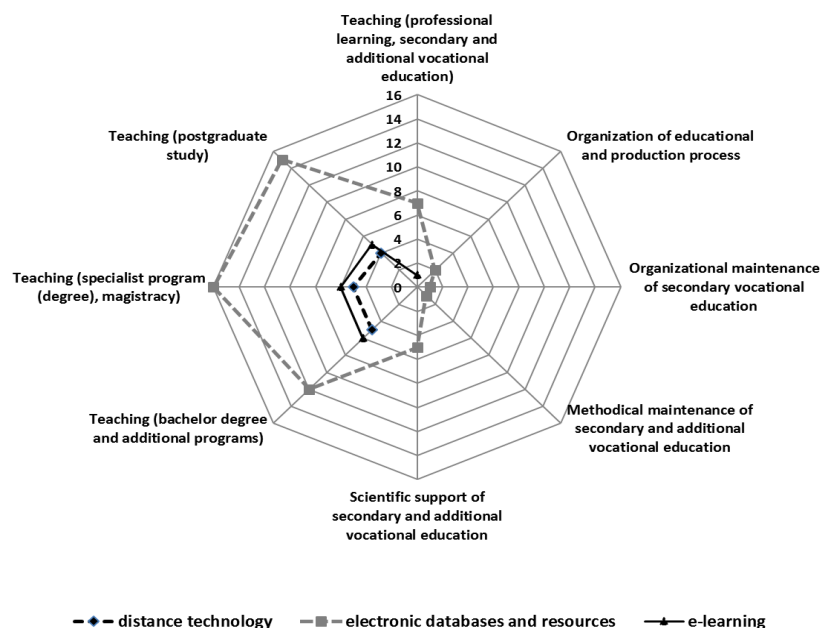 Teaching (professional
learning, secondary and
additional vocational
education)
16
14
12
10
8
6
4
2
0
Teaching (postgraduate
study)
Organization of educational
and production process
Teaching (specialist program
(degree), magistracy)
Organizational maintenance
of secondary vocational
education
Teaching (bachelor degree
and additional programs)
Methodical maintenance of
secondary and additional
vocational education
Scientific support of
secondary and additional
vocational education
distance technology electronic databases and resources e-learning